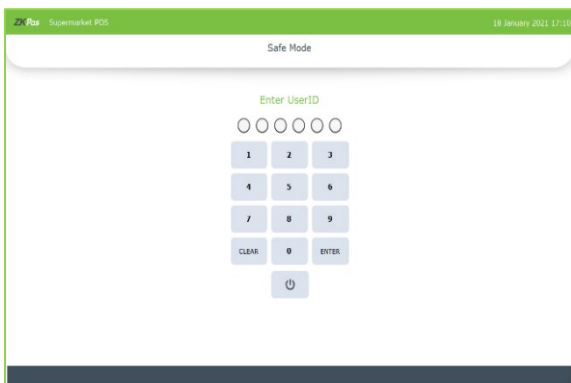 ZKPos Supermarket POS 18 January 2021 17:10
Safe Mode
Enter UserID
1 2 3
4 5 6
7 8 9
CLEAR 0 ENTER